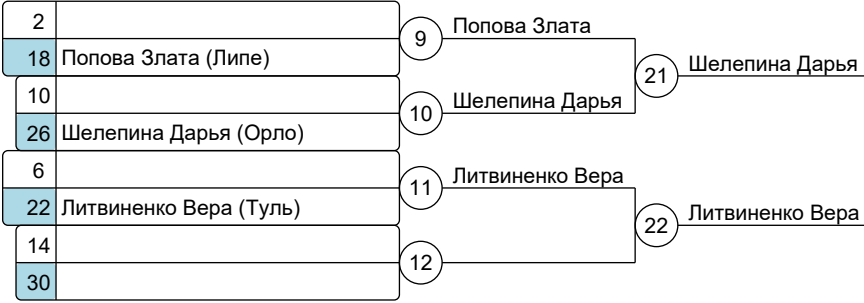 2
18 Попова Злата (Липе)
10
26 Шелепина Дарья (Орло)
6
22 Литвиненко Вера (Туль)
14
30
9 Попова Злата
10 Шелепина Дарья
11 Литвиненко Вера
12
21 Шелепина Дарья
22 Литвиненко Вера